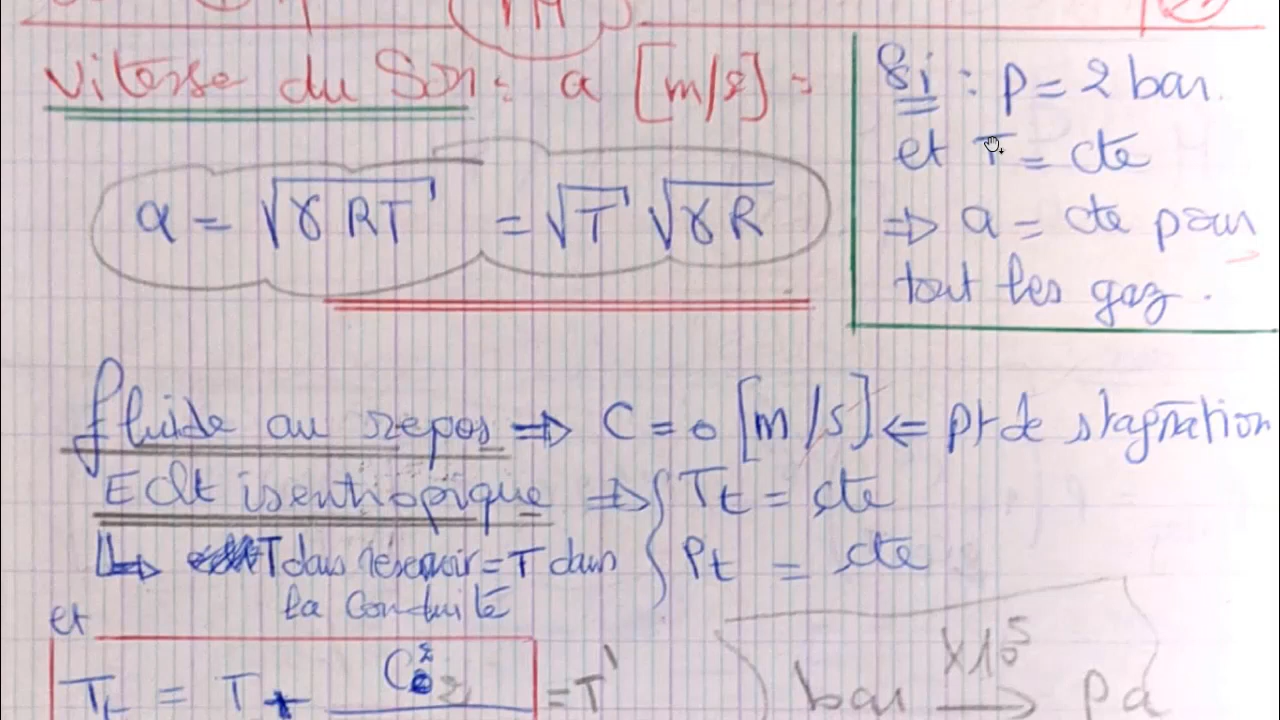 Vitesse du Son : a [m/s] =
a = √γRT = √T √γR
Si : P = 2 bar.
et T = cte
⇒ a = cte pour
tout les gaz.
fluide au repos ⇒ C = 0 [m/s] ⇐ pt de stagnation
Eclt isentropique ⇒ { Tt = cte
Pt = cte
↳ T dans réservoir = T dans
la conduite
et
Tt = T +
= T'
bar ×10⁵ → Pa